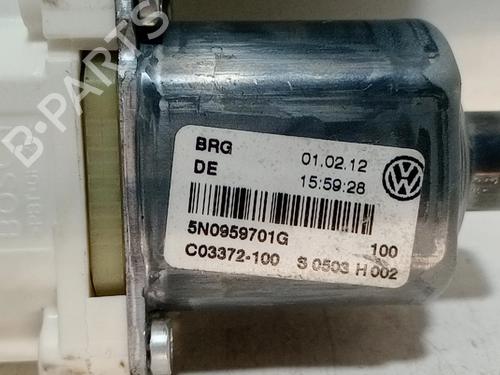 B-PARTS
BRG 01.02.12
DE 15:59:28
5N0959701G 100
C03372-100 S 0503 H 002